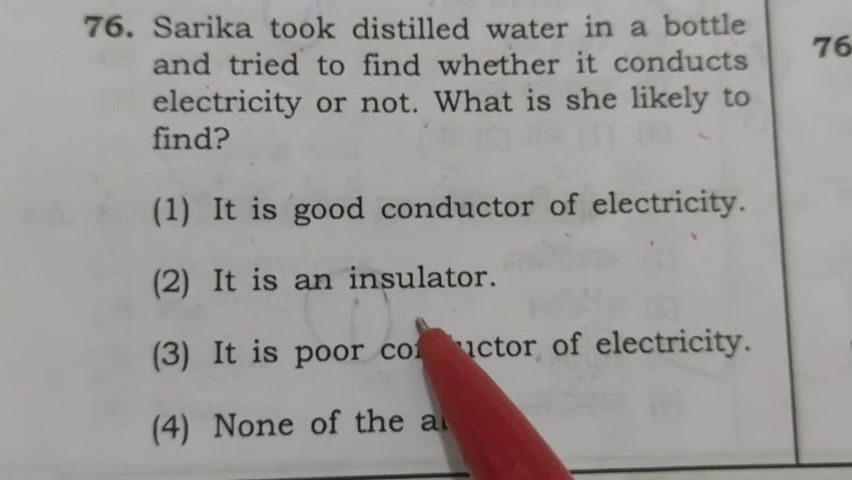 76. Sarika took distilled water in a bottle
and tried to find whether it conducts
electricity or not. What is she likely to
find?
(1) It is good conductor of electricity.
(2) It is an insulator.
(3) It is poor of electricity.
(4) None of the
76